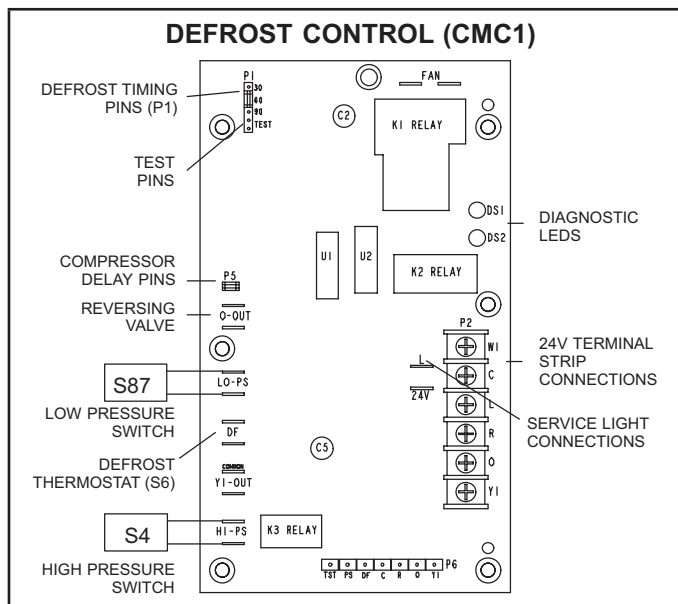 DEFROST CONTROL (CMC1)
DEFROST TIMING
PINS (P1)
P1
30
60
90
TEST
TEST
PINS
FAN
C2
K1 RELAY
DS1
DS2
DIAGNOSTIC
LEDS
U1
U2
K2 RELAY
COMPRESSOR
DELAY PINS
P5
REVERSING
VALVE
O-OUT
S87
LO-PS
LOW PRESSURE
SWITCH
DF
DEFROST
THERMOSTAT (S6)
COMMON
Y1-OUT
S4
HI-PS
HIGH PRESSURE
SWITCH
K3 RELAY
C5
L
24V
P2
W1
C
L
R
O
Y1
24V TERMINAL
STRIP
CONNECTIONS
SERVICE LIGHT
CONNECTIONS
TST PS DF C R O Y1
P6